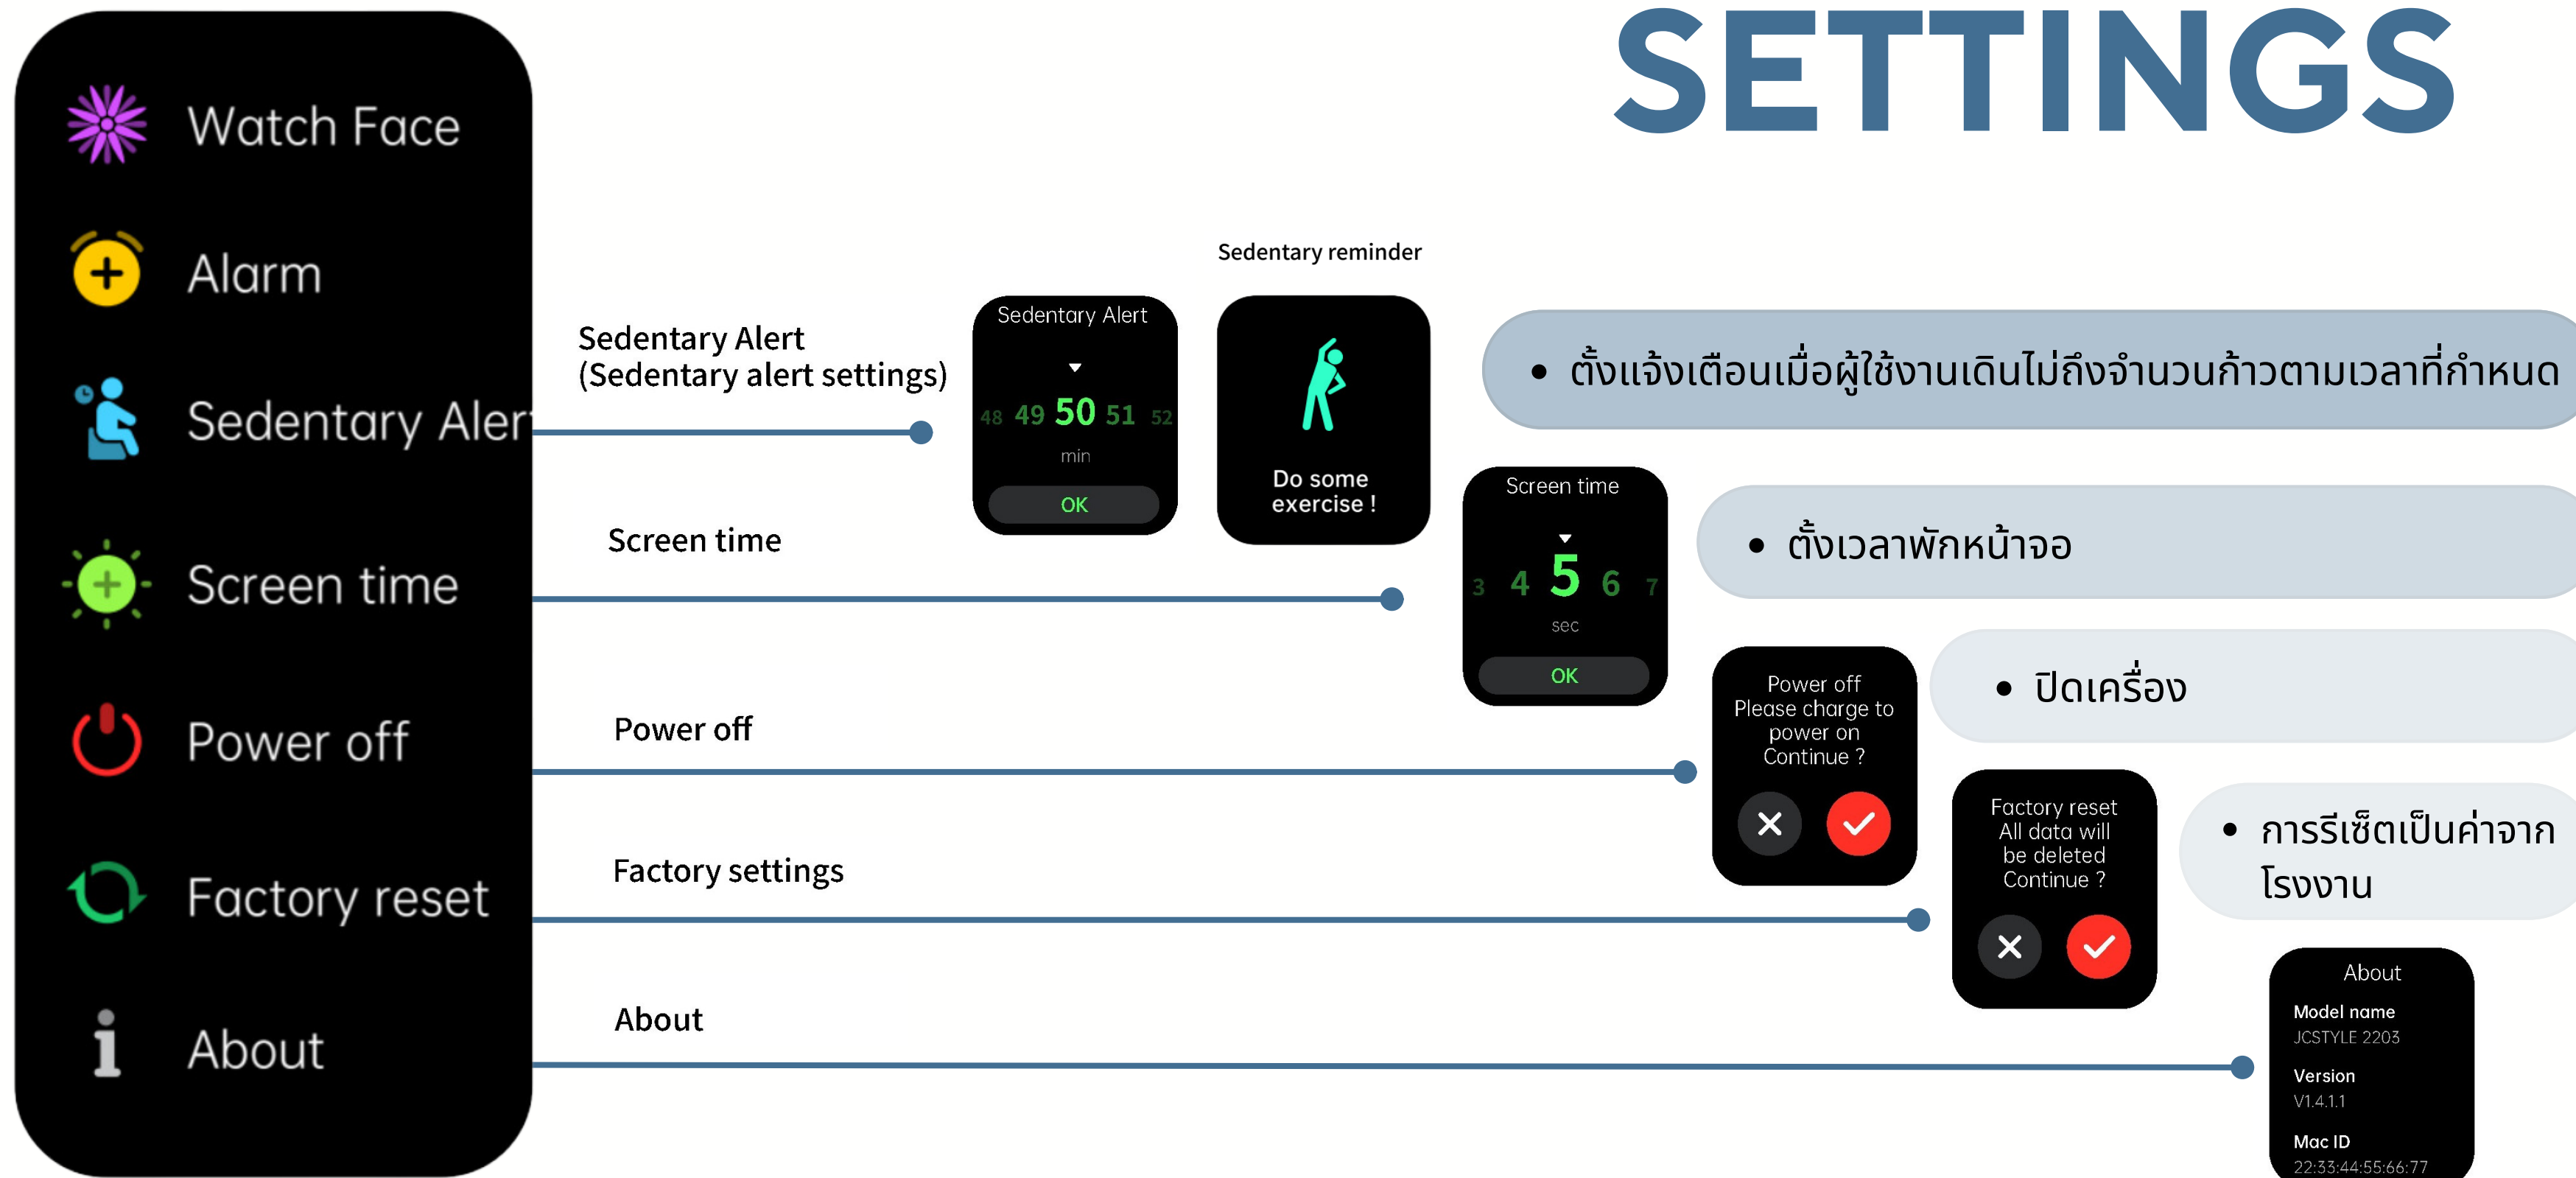 SETTINGS
Watch Face
Alarm
Sedentary Aler
Screen time
Power off
Factory reset
About
Sedentary Alert
(Sedentary alert settings)
Sedentary Alert
48 49 50 51 52
min
OK
Sedentary reminder
Do some
exercise !
• ตั้งแจ้งเตือนเมื่อผู้ใช้งานเดินไม่ถึงจำนวนก้าวตามเวลาที่กำหนด
Screen time
Screen time
3 4 5 6 7
sec
OK
• ตั้งเวลาพักหน้าจอ
Power off
Power off
Please charge to
power on
Continue ?
• ปิดเครื่อง
Factory settings
Factory reset
All data will
be deleted
Continue ?
• การรีเซ็ตเป็นค่าจาก
โรงงาน
About
About
Model name
JCSTYLE 2203
Version
V1.4.1.1
Mac ID
22:33:44:55:66:77